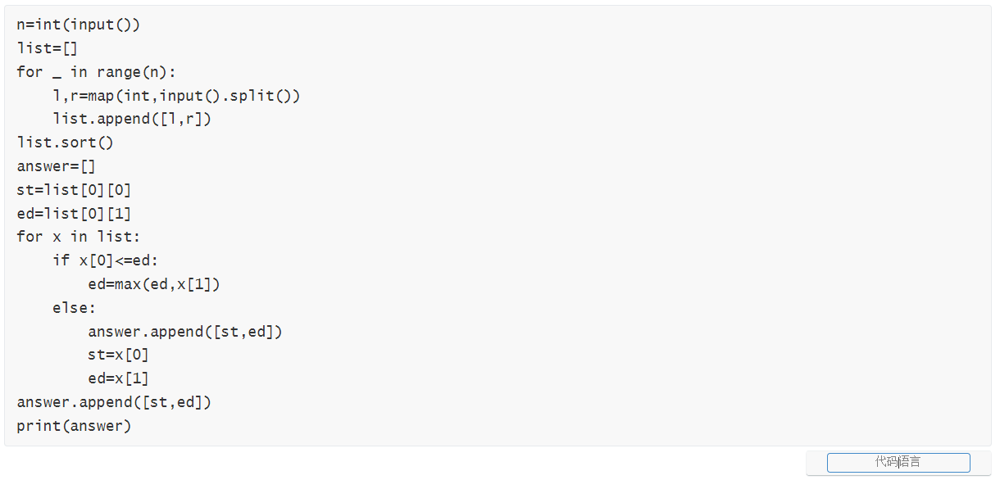 n=int(input())
list=[]
for _ in range(n):
    l,r=map(int,input().split())
    list.append([l,r])
list.sort()
answer=[]
st=list[0][0]
ed=list[0][1]
for x in list:
    if x[0]<=ed:
        ed=max(ed,x[1])
    else:
        answer.append([st,ed])
        st=x[0]
        ed=x[1]
answer.append([st,ed])
print(answer)
代码语言